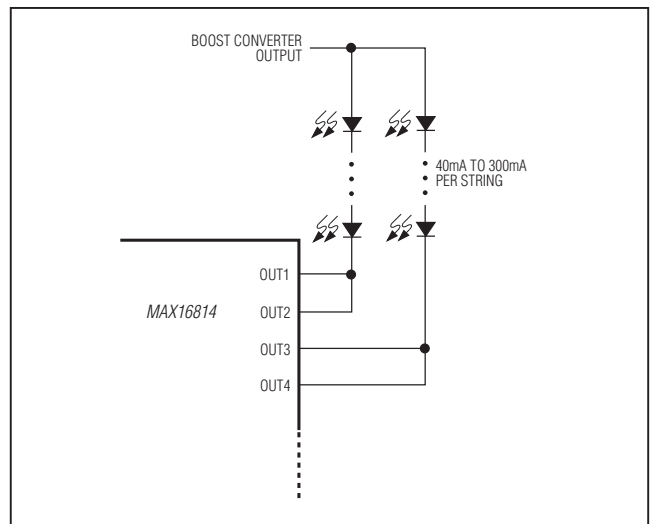 BOOST CONVERTER
OUTPUT
40mA TO 300mA
PER STRING
OUT1
MAX16814
OUT2
OUT3
OUT4